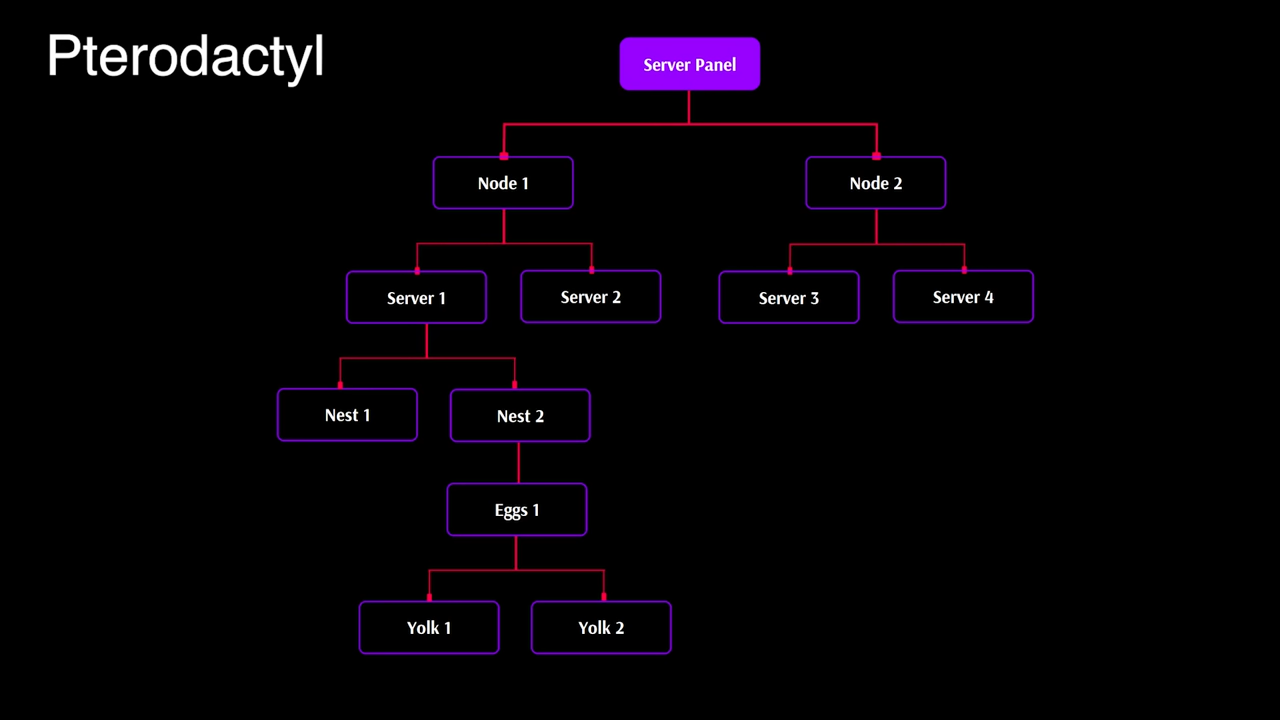 Pterodactyl
Server Panel
Node 1
Node 2
Server 1
Server 2
Server 3
Server 4
Nest 1
Nest 2
Eggs 1
Yolk 1
Yolk 2